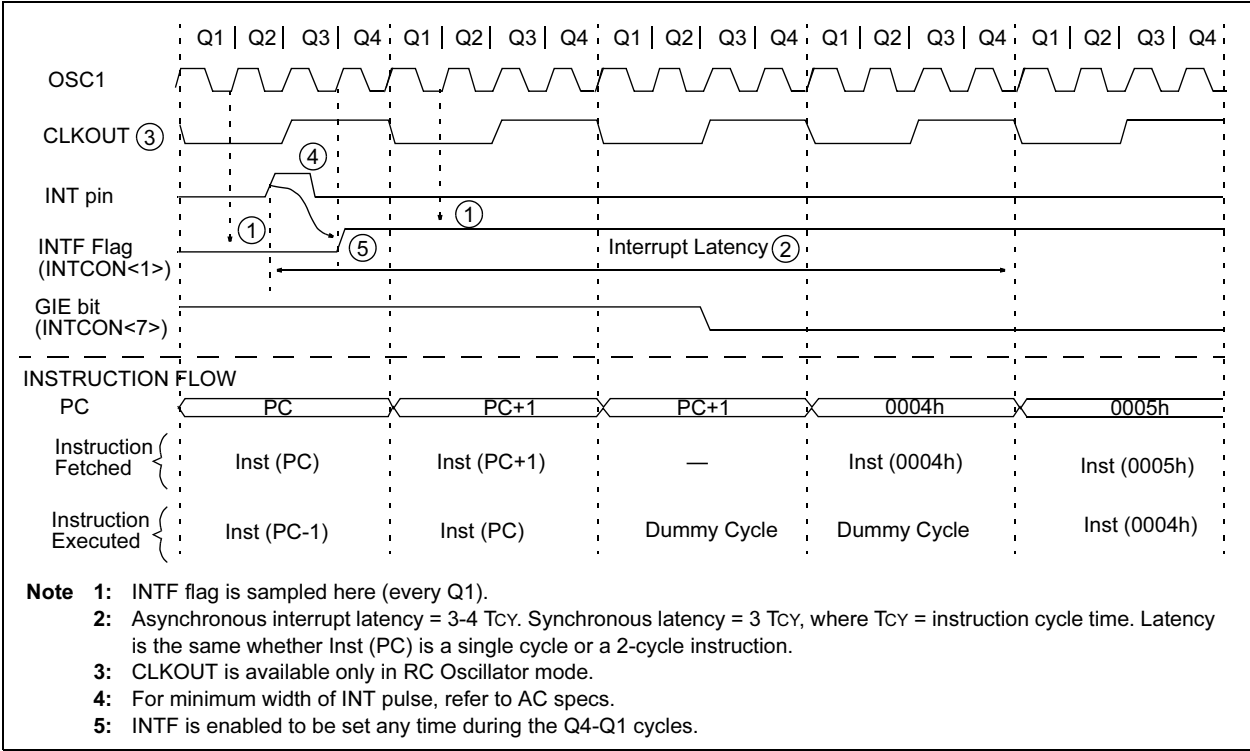 Q1 | Q2 | Q3 | Q4 Q1 | Q2 | Q3 | Q4 Q1 | Q2 | Q3 | Q4 Q1 | Q2 | Q3 | Q4 Q1 | Q2 | Q3 | Q4
OSC1
CLKOUT 3
4
INT pin
1
1
INTF Flag
(INTCON<1>)
5
Interrupt Latency 2
GIE bit
(INTCON<7>)
INSTRUCTION FLOW
PC PC PC+1 PC+1 0004h 0005h
Instruction
Fetched
Inst (PC) Inst (PC+1) — Inst (0004h) Inst (0005h)
Instruction
Executed
Inst (PC-1) Inst (PC) Dummy Cycle Dummy Cycle Inst (0004h)
Note 1: INTF flag is sampled here (every Q1).
2: Asynchronous interrupt latency = 3-4 TCY. Synchronous latency = 3 TCY, where TCY = instruction cycle time. Latency
is the same whether Inst (PC) is a single cycle or a 2-cycle instruction.
3: CLKOUT is available only in RC Oscillator mode.
4: For minimum width of INT pulse, refer to AC specs.
5: INTF is enabled to be set any time during the Q4-Q1 cycles.